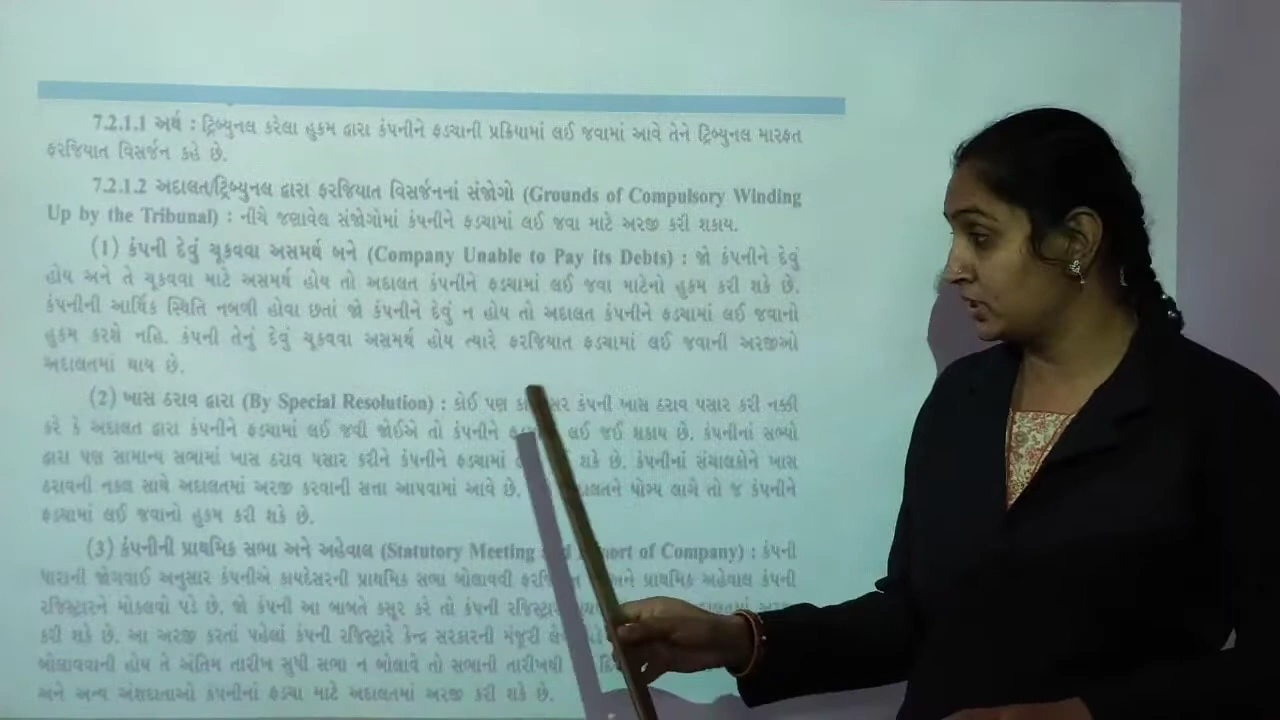 7.2.1.1 અર્થ : ટ્રિબ્યુનલ કરેલા હુકમ દ્વારા કંપનીને ફડચાની પ્રક્રિયામાં લઈ જવામાં આવે તેને ટ્રિબ્યુનલ મારફત
ફરજિયાત વિસર્જન કહે છે.
7.2.1.2 અદાલત/ટ્રિબ્યુનલ દ્વારા ફરજિયાત વિસર્જનનાં સંજોગો (Grounds of Compulsory Winding
Up by the Tribunal) : નીચે જણાવેલ સંજોગોમાં કંપનીને ફડચામાં લઈ જવા માટે અરજી કરી શકાય.
(1) કંપની દેવું ચૂકવવા અસમર્થ બને (Company Unable to Pay its Debts) : જો કંપનીને દેવું
હોય અને તે ચૂકવવા માટે અસમર્થ હોય તો અદાલત કંપનીને ફડચામાં લઈ જવા માટેનો હુકમ કરી શકે છે.
કંપનીની આર્થિક સ્થિતિ નબળી હોવા છતાં જો કંપનીને દેવું ન હોય તો અદાલત કંપનીને ફડચામાં લઈ જવાનો
હુકમ કરશે નહિ. કંપની તેનું દેવું ચૂકવવા અસમર્થ હોય ત્યારે ફરજિયાત ફડચામાં લઈ જવાની અરજીઓ
અદાલતમાં થાય છે.
(2) ખાસ ઠરાવ દ્વારા (By Special Resolution) : કોઈ પણ કંપની ખાસ ઠરાવ પસાર કરી નક્કી
કરે કે અદાલત દ્વારા કંપનીને ફડચામાં લઈ જવી જોઈએ તો કંપનીને લઈ જઈ શકાય છે. કંપનીનાં સભ્યો
દ્વારા પણ સામાન્ય સભામાં ખાસ ઠરાવ પસાર કરીને કંપનીને ફડચામાં શકે છે. કંપનીનાં સંચાલકોને ખાસ
ઠરાવની નકલ સાથે અદાલતમાં અરજી કરવાની સત્તા આપવામાં આવે છે. યોગ્ય લાગે તો જ કંપનીને
ફડચામાં લઈ જવાનો હુકમ કરી શકે છે.
(3) કંપનીની પ્રાથમિક સભા અને અહેવાલ (Statutory Meeting of Company) : કંપની
ધારાની જોગવાઈ અનુસાર કંપનીએ કાયદેસરની પ્રાથમિક સભા બોલાવવી અને પ્રાથમિક અહેવાલ કંપની
રજિસ્ટ્રારને મોકલવો પડે છે. જો કંપની આ બાબતે કસૂર કરે તો કંપની
કરી શકે છે. આ અરજી કરતાં પહેલાં કંપની રજિસ્ટ્રારે કેન્દ્ર સરકારની મંજૂરી
બોલાવવાની હોય તે અંતિમ તારીખ સુધી સભા ન બોલાવે તો સભાની તારીખથી
અને અન્ય અંશદાતાઓ કંપનીનાં ફડચા માટે અદાલતમાં અરજી કરી શકે છે.